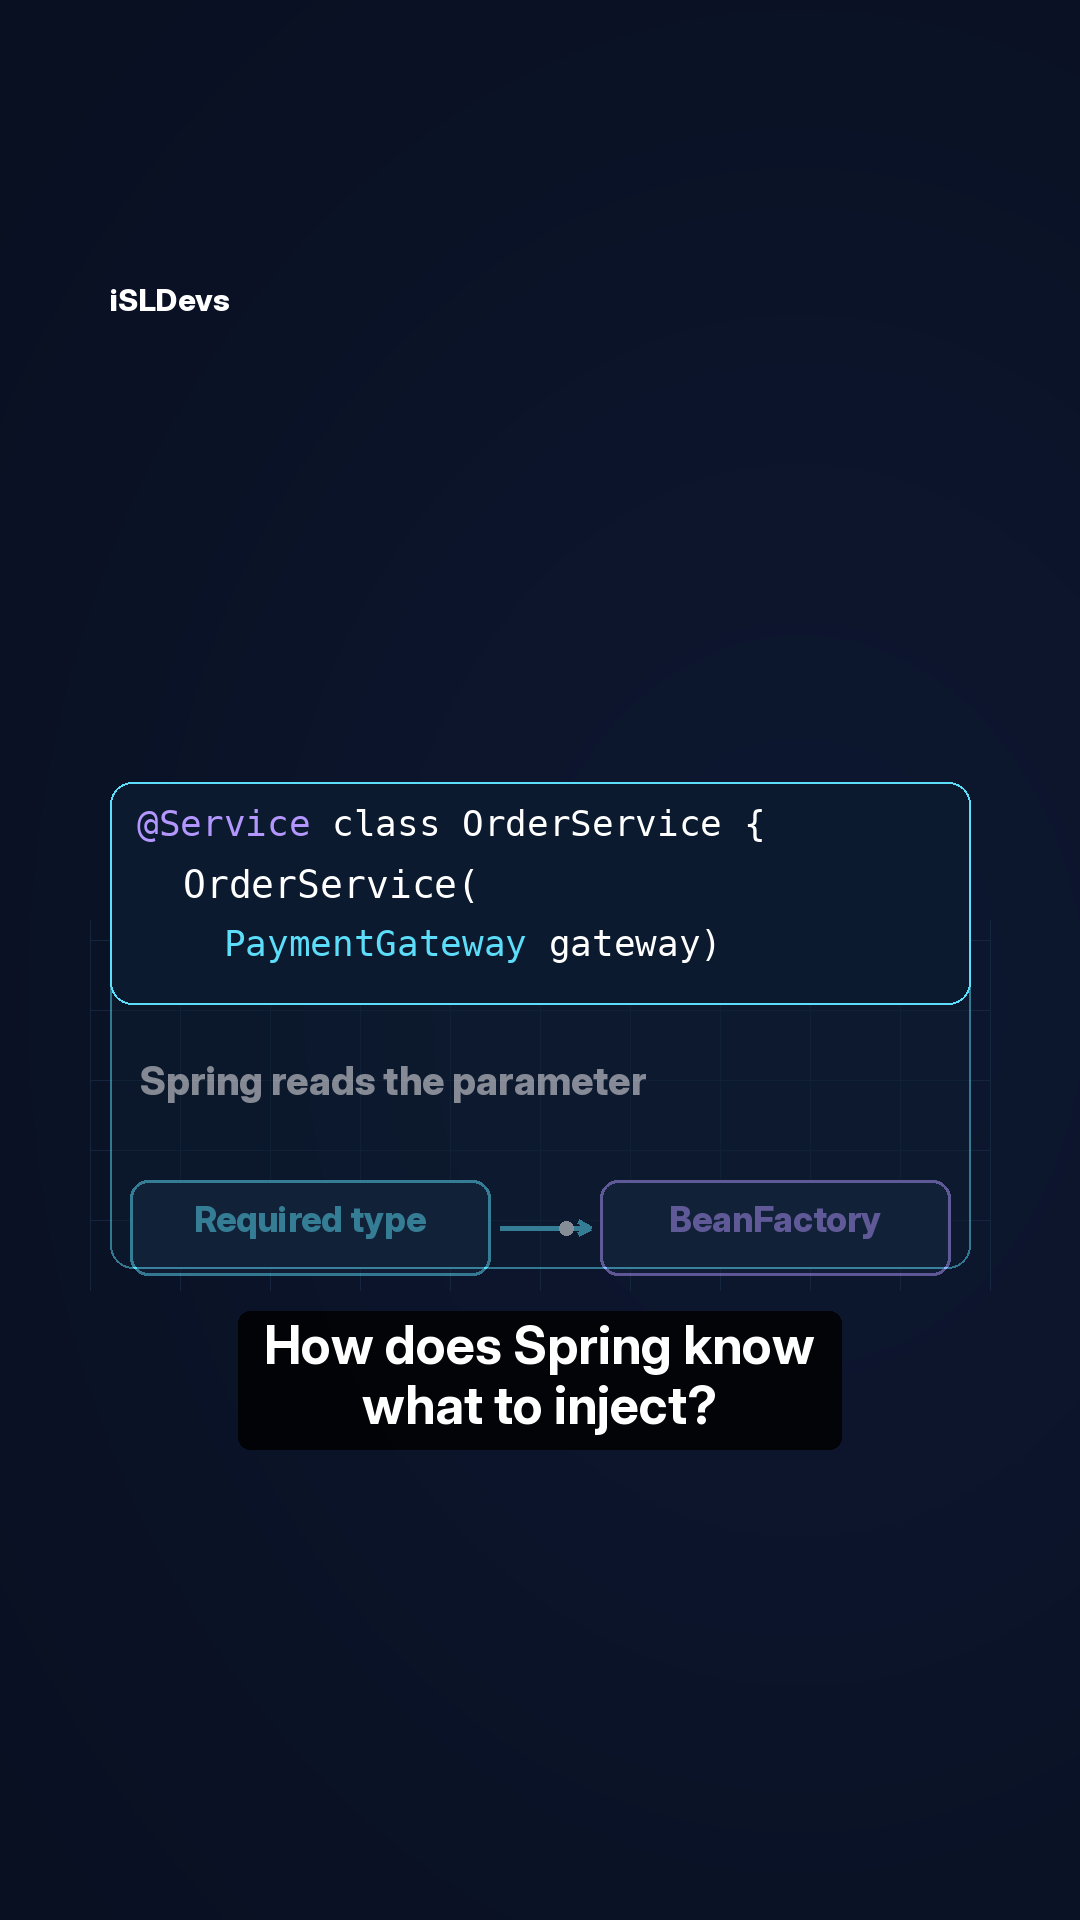 iSLDevs
@Service class OrderService {
OrderService(
PaymentGateway gateway)
Spring reads the parameter
Required type
BeanFactory
How does Spring know
what to inject?